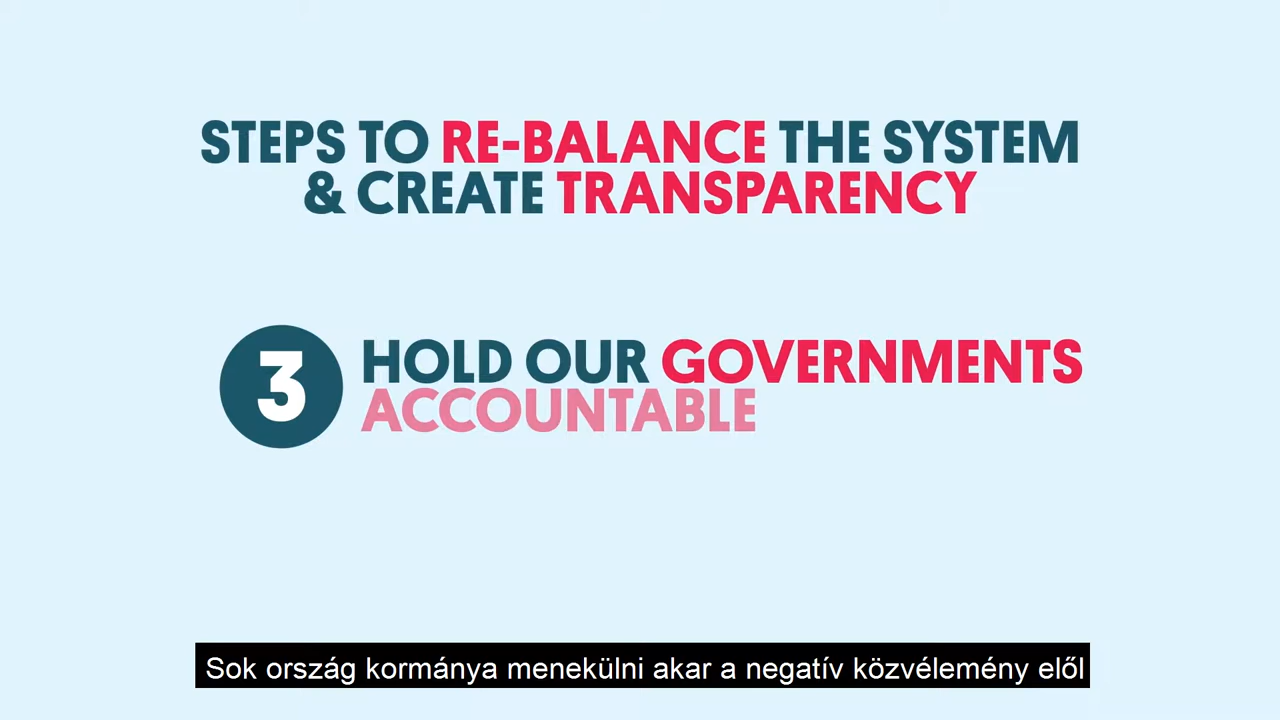 STEPS TO RE-BALANCE THE SYSTEM
& CREATE TRANSPARENCY
3
HOLD OUR GOVERNMENTS
ACCOUNTABLE
Sok ország kormánya menekülni akar a negatív közvélemény elől